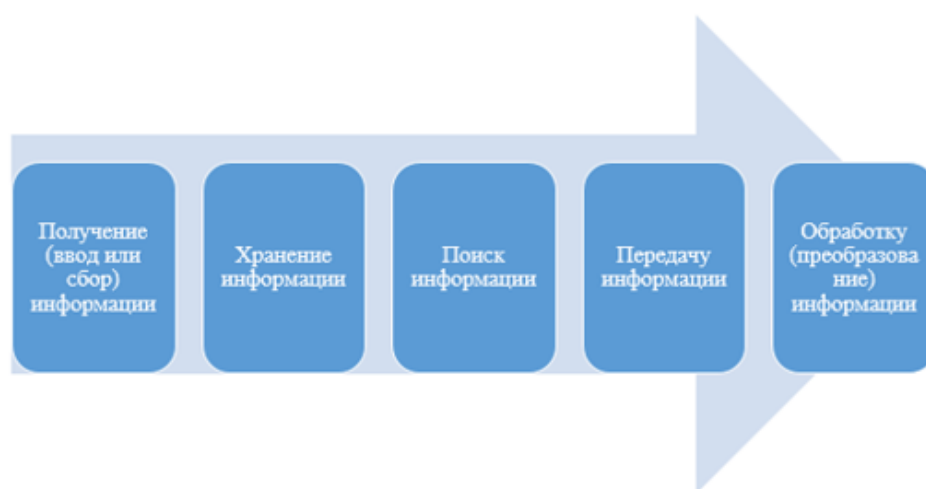 Получение
(ввод или
сбор)
информации
Хранение
информации
Поиск
информации
Передачу
информации
Обработку
(преобразова
ние)
информации